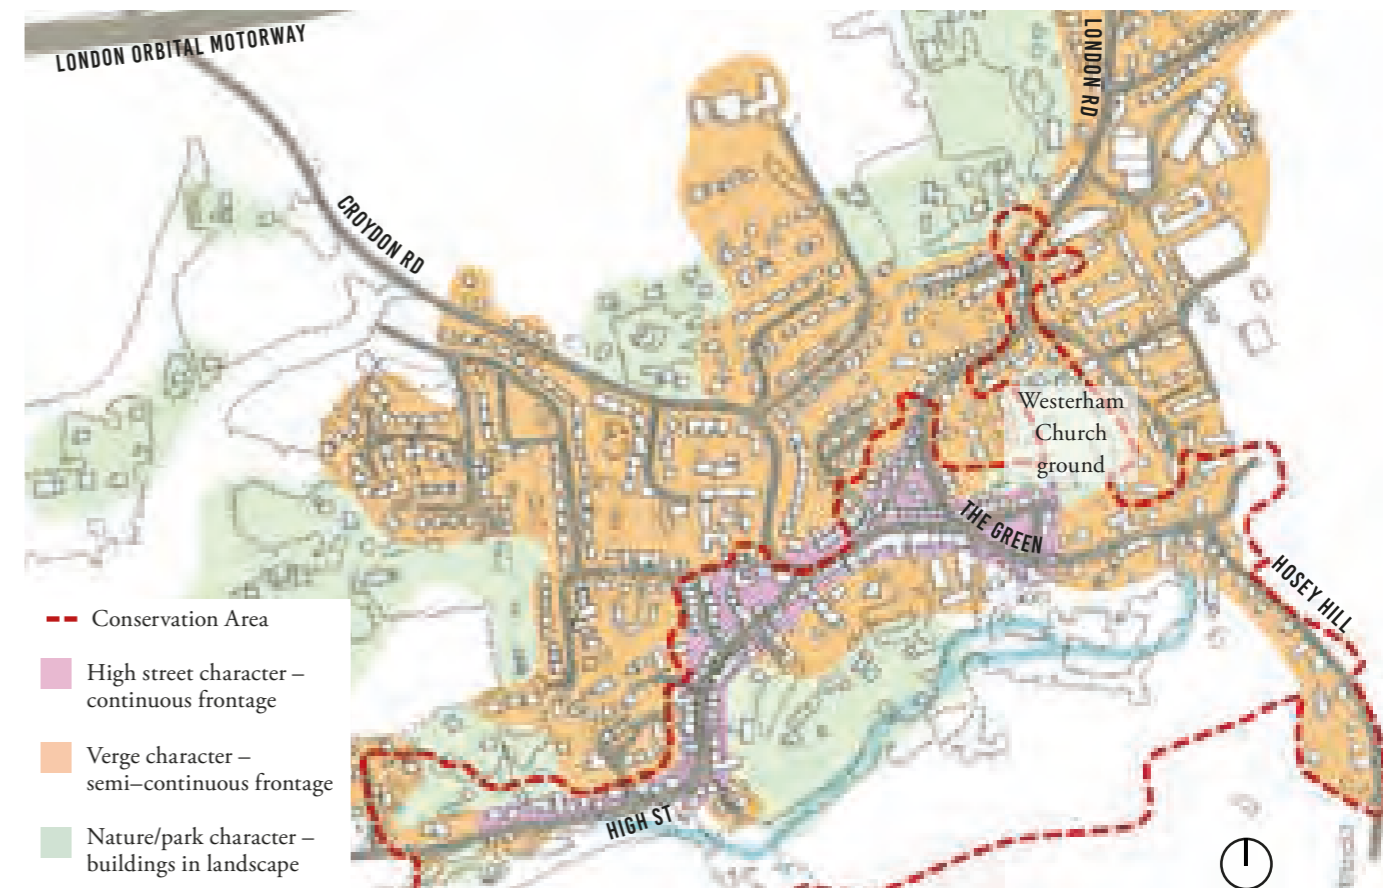 LONDON ORBITAL MOTORWAY
LONDON RD
CROYDON RD
Westerham
Church
ground
THE GREEN
HOSEY HILL
HIGH ST
Conservation Area
High street character –
continuous frontage
Verge character –
semi–continuous frontage
Nature/park character –
buildings in landscape